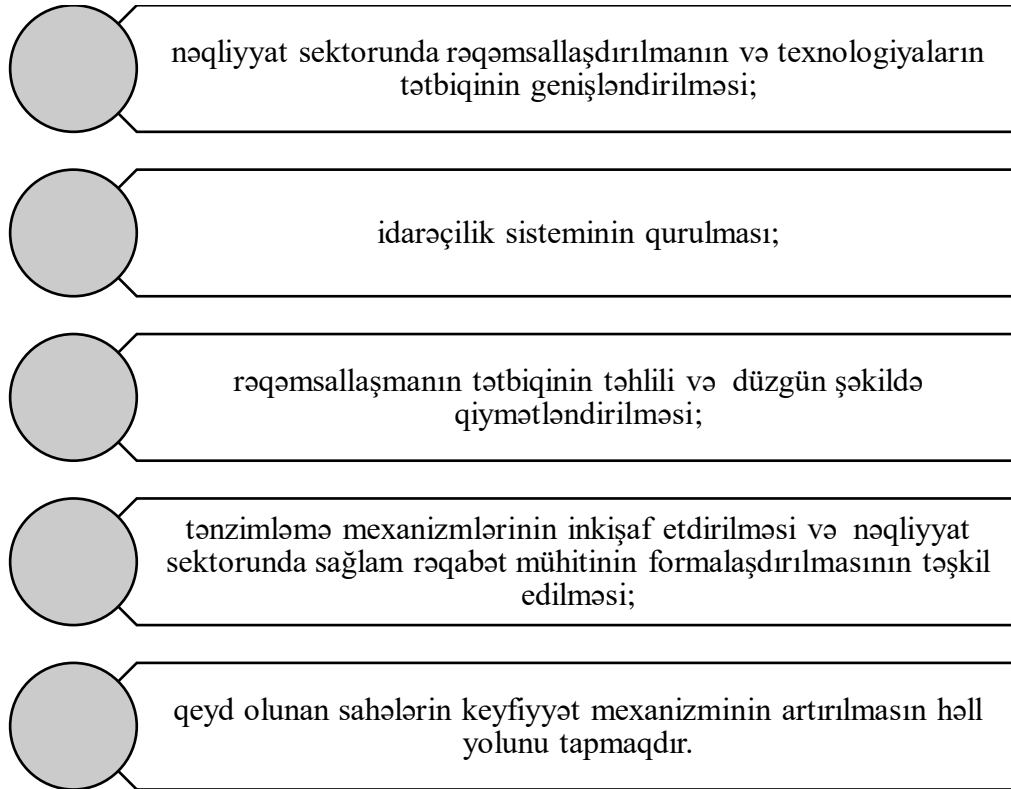 nəqliyyat sektorunda rəqəmsallaşdırılmanın və texnologiyaların
tətbiqinin genişləndirilməsi;
idarəçilik sisteminin qurulması;
rəqəmsallaşmanın tətbiqinin təhlili və  düzgün şəkildə
qiymətləndirilməsi;
tənzimləmə mexanizmlərinin inkişaf etdirilməsi və  nəqliyyat
sektorunda sağlam rəqabət mühitinin formalaşdırılmasının təşkil
edilməsi;
qeyd olunan sahələrin keyfiyyət mexanizminin artırılmasın həll
yolunu tapmaqdır.